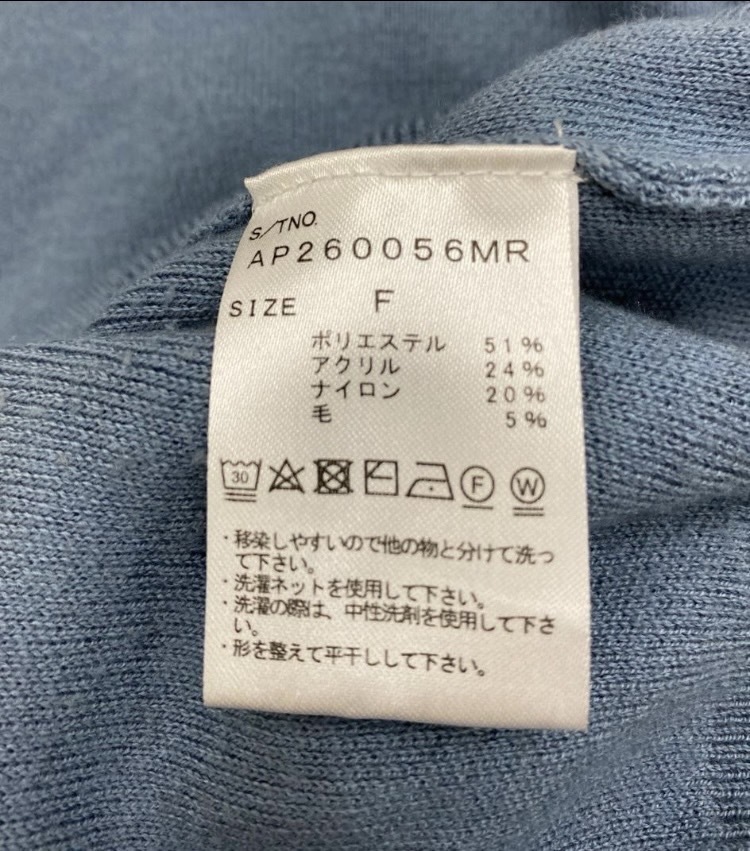 S/TNO.
AP260056MR
SIZE F
ポリエステル 51%
アクリル 24%
ナイロン 20%
毛 5%
30 F W
・移染しやすいので他の物と分けて洗っ
て下さい。
・洗濯ネットを使用して下さい。
・洗濯の際は、中性洗剤を使用して下さ
い。
・形を整えて平干しして下さい。